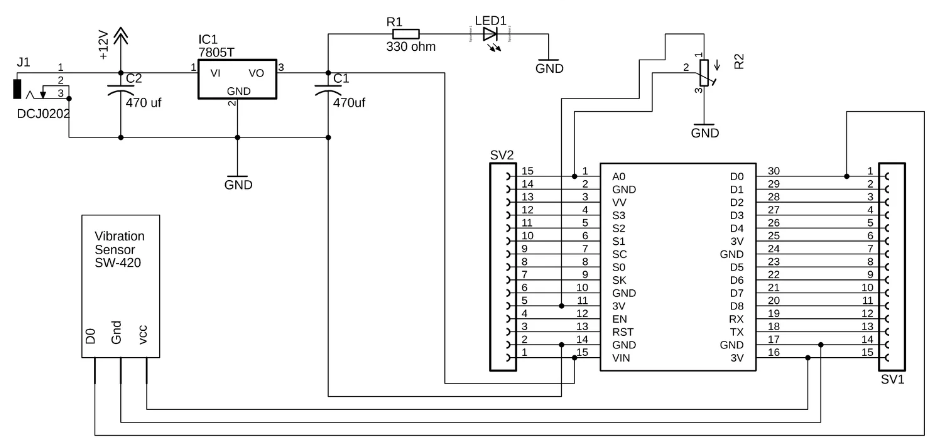 +12V
J1
1
2
3
DCJ0202
C2
470 uf
IC1
7805T
1
VI
VO
3
GND
2
GND
C1
470uf
R1
330 ohm
LED1
GND
R2
1
2
3
GND
Vibration
Sensor
SW-420
D0
Gnd
vcc
SV2
15 1 A0 D0 30 1
14 2 GND D1 29 2
13 3 VV D2 28 3
12 4 S3 D3 27 4
11 5 S2 D4 26 5
10 6 S1 3V 25 6
9 7 SC GND 24 7
8 8 S0 D5 23 8
7 9 SK D6 22 9
6 10 GND D7 21 10
5 11 3V D8 20 11
4 12 EN RX 19 12
3 13 RST TX 18 13
2 14 GND GND 17 14
1 15 VIN 3V 16 15
SV1